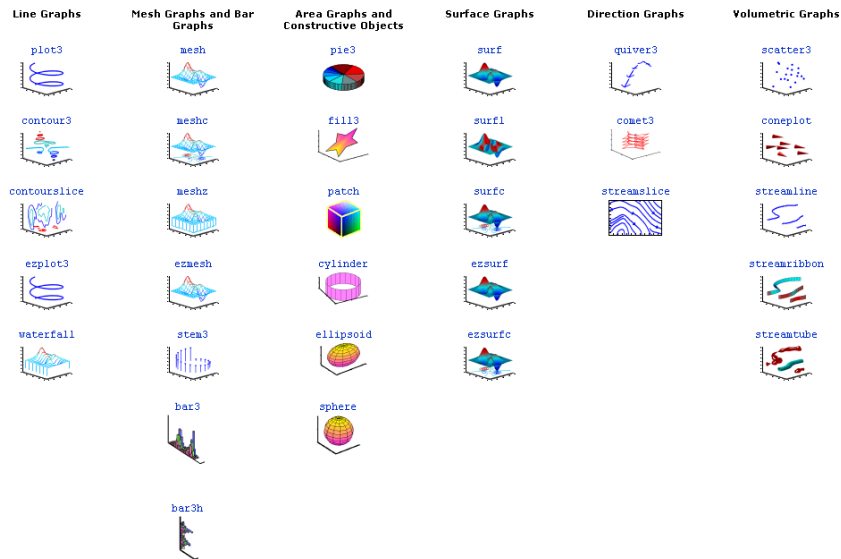 Line Graphs
Mesh Graphs and Bar
Graphs
Area Graphs and
Constructive Objects
Surface Graphs
Direction Graphs
Volumetric Graphs
plot3
mesh
pie3
surf
quiver3
scatter3
contour3
meshc
fill3
surfl
comet3
coneplot
contourslice
meshz
patch
surfc
streamslice
streamline
ezplot3
ezmesh
cylinder
ezsurf
streamribbon
waterfall
stem3
ellipsoid
ezsurfc
streamtube
bar3
sphere
bar3h